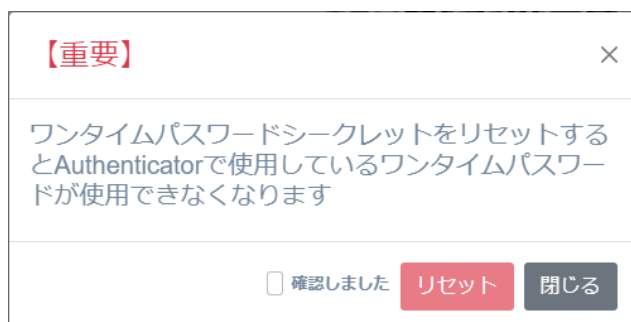 【重要】
×
ワンタイムパスワードシークレットをリセットする
とAuthenticatorで使用しているワンタイムパスワー
ドが使用できなくなります
確認しました リセット 閉じる